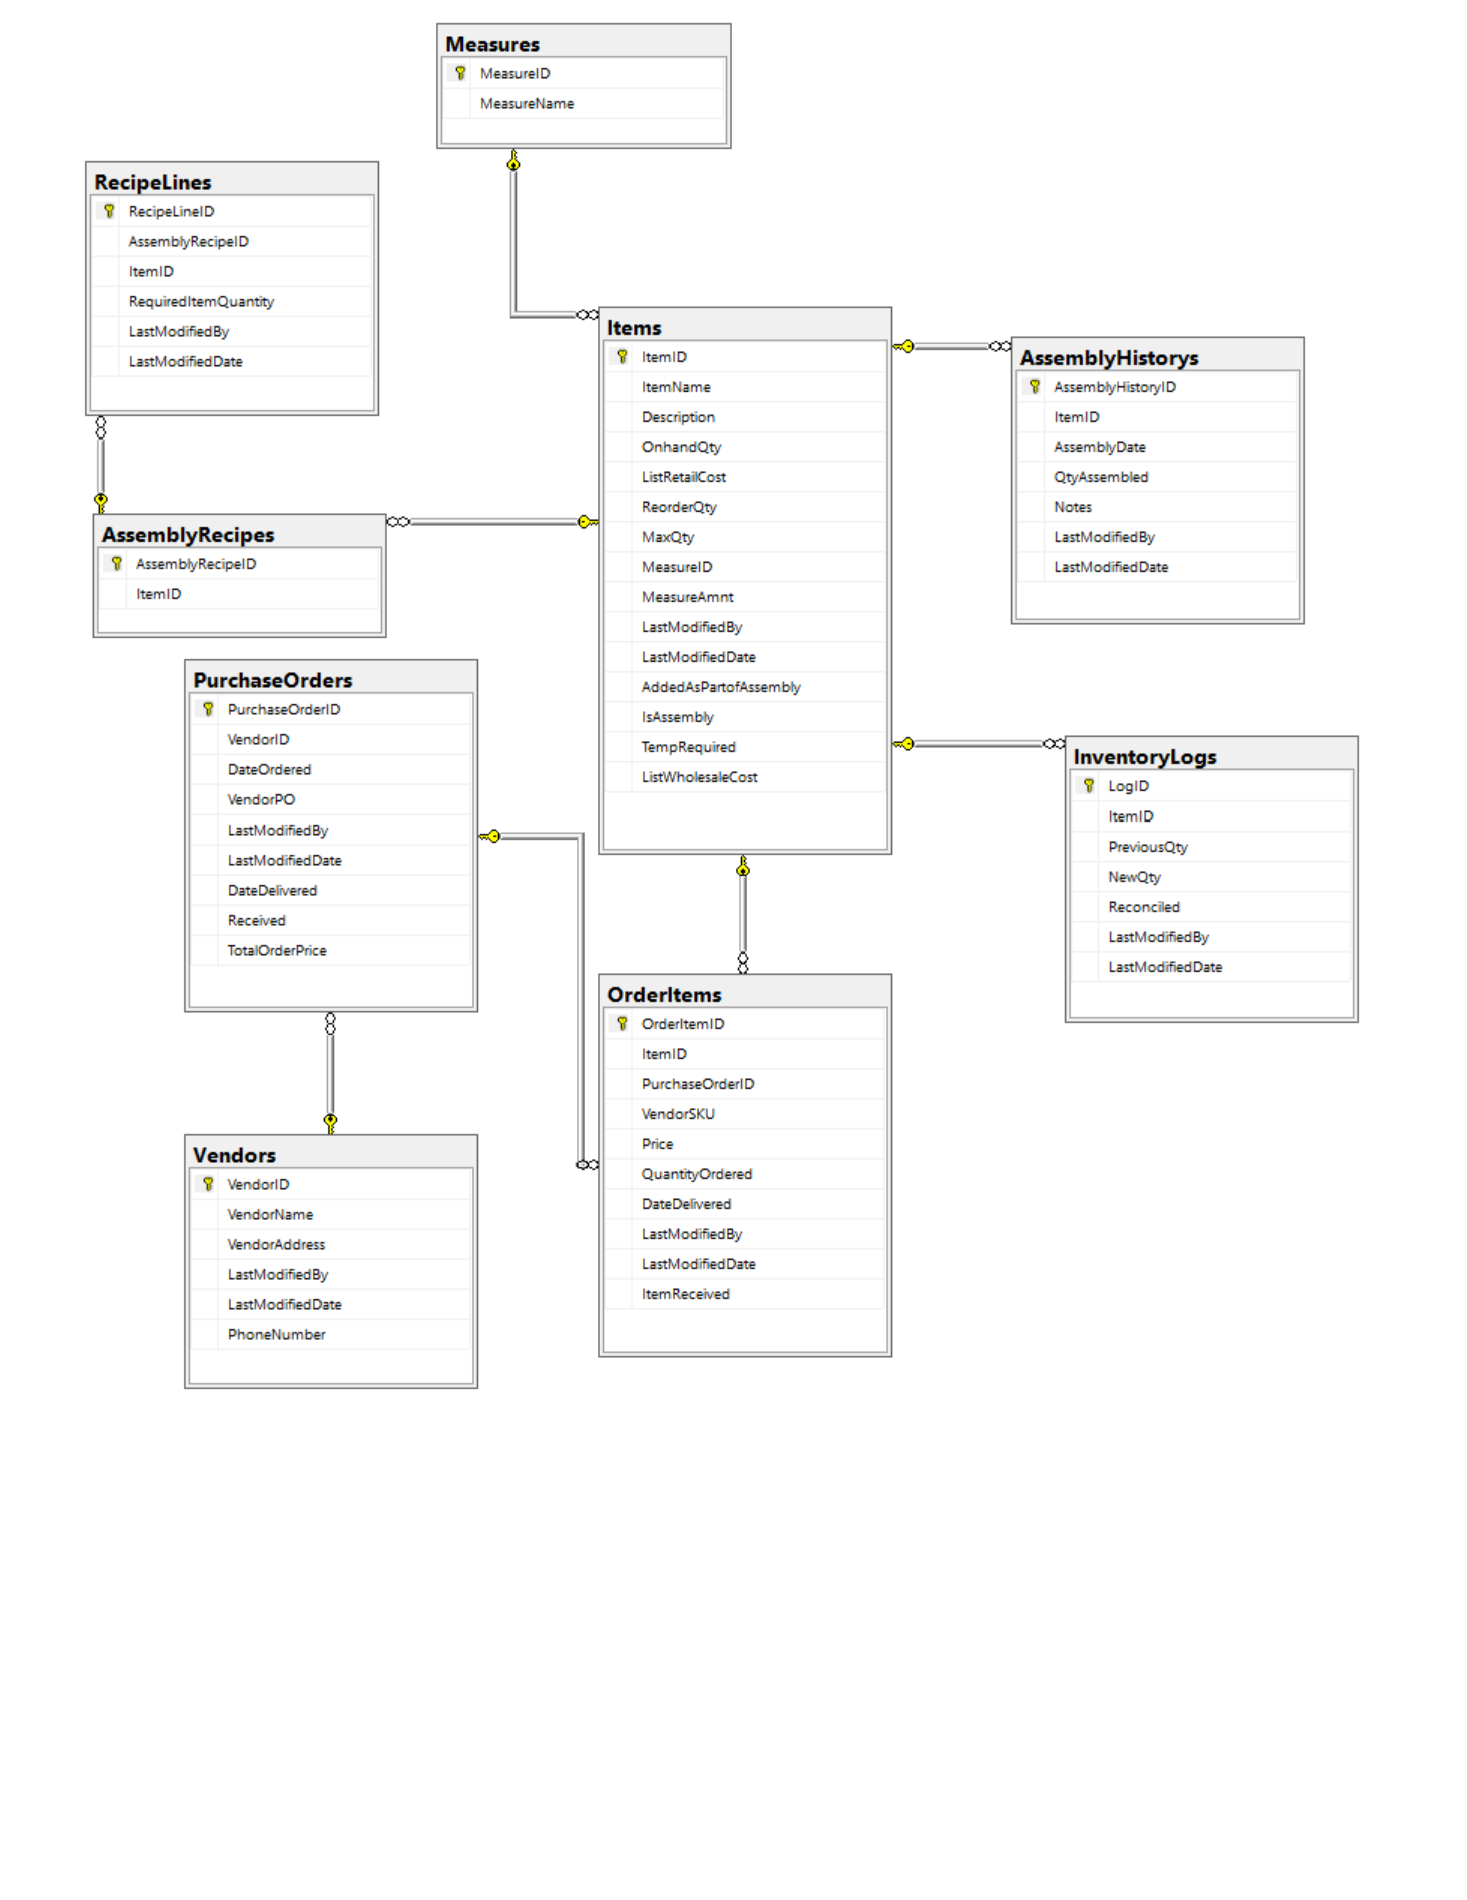 Measures
MeasureID
MeasureName
RecipeLines
RecipeLineID
AssemblyRecipeID
ItemID
RequiredItemQuantity
LastModifiedBy
LastModifiedDate
Items
ItemID
ItemName
Description
OnhandQty
ListRetailCost
ReorderQty
MaxQty
MeasureID
MeasureAmnt
LastModifiedBy
LastModifiedDate
AddedAsPartofAssembly
IsAssembly
TempRequired
ListWholesaleCost
AssemblyHistorys
AssemblyHistoryID
ItemID
AssemblyDate
QtyAssembled
Notes
LastModifiedBy
LastModifiedDate
AssemblyRecipes
AssemblyRecipeID
ItemID
PurchaseOrders
PurchaseOrderID
VendorID
DateOrdered
VendorPO
LastModifiedBy
LastModifiedDate
DateDelivered
Received
TotalOrderPrice
InventoryLogs
LogID
ItemID
PreviousQty
NewQty
Reconciled
LastModifiedBy
LastModifiedDate
OrderItems
OrderItemID
ItemID
PurchaseOrderID
VendorSKU
Price
QuantityOrdered
DateDelivered
LastModifiedBy
LastModifiedDate
ItemReceived
Vendors
VendorID
VendorName
VendorAddress
LastModifiedBy
LastModifiedDate
PhoneNumber